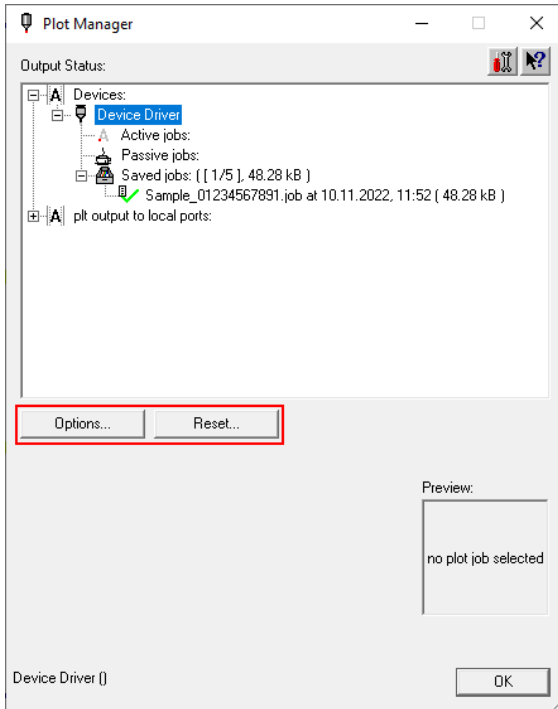 Plot Manager
Output Status:
A Devices:
Device Driver
A Active jobs:
Passive jobs:
Saved jobs: ( [ 1/5 ], 48.28 kB )
Sample_01234567891.job at 10.11.2022, 11:52 ( 48.28 kB )
A plt output to local ports:
Options... Reset...
Preview:
no plot job selected
Device Driver () OK